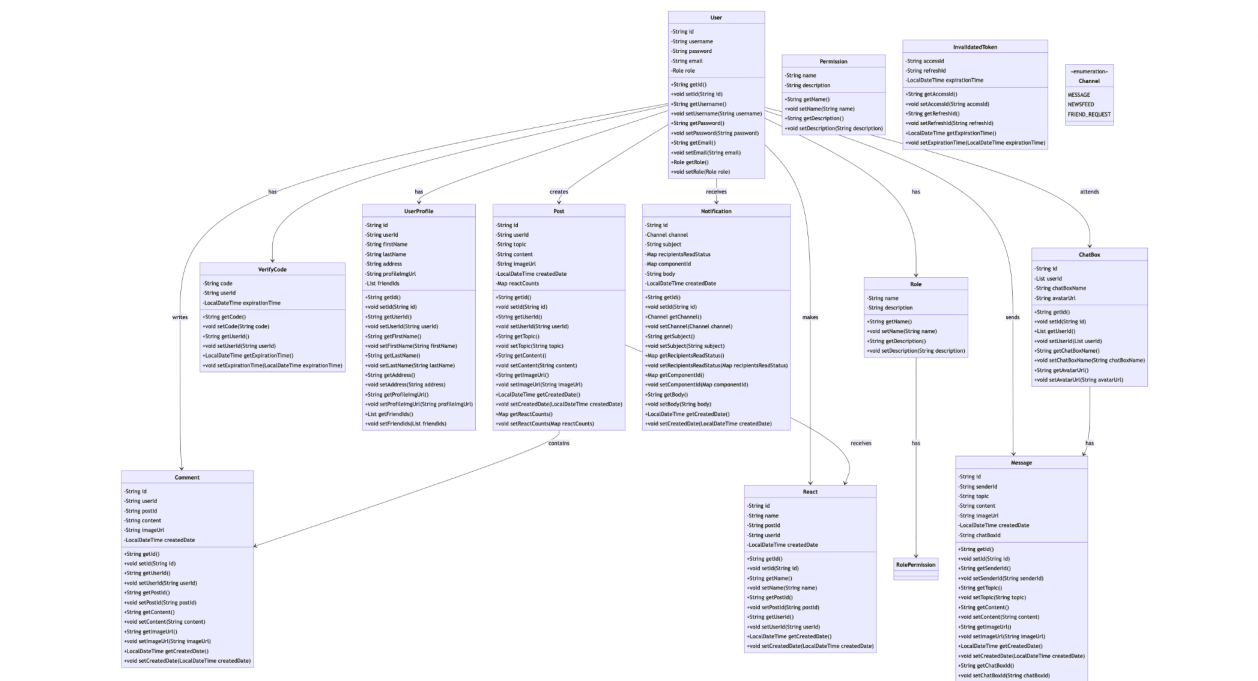 User
-String id
-String username
-String password
-String email
-Role role
+String getId()
+void setId(String id)
+String getUsername()
+void setUsername(String username)
+String getPassword()
+void setPassword(String password)
+String getEmail()
+void setEmail(String email)
+Role getRole()
+void setRole(Role role)
Permission
-String name
-String description
+String getName()
+void setName(String name)
+String getDescription()
+void setDescription(String description)
InvalidatedToken
-String accessId
-String refreshId
-LocalDateTime expirationTime
+String getAccessId()
+void setAccessId(String accessId)
+String getRefreshId()
+void setRefreshId(String refreshId)
+LocalDateTime getExpirationTime()
+void setExpirationTime(LocalDateTime expirationTime)
«enumeration»
Channel
MESSAGE
NEWSFEED
FRIEND_REQUEST
has
has
creates
receives
has
attends
VerifyCode
-String code
-String userId
-LocalDateTime expirationTime
+String getCode()
+void setCode(String code)
+String getUserId()
+void setUserId(String userId)
+LocalDateTime getExpirationTime()
+void setExpirationTime(LocalDateTime expirationTime)
UserProfile
-String id
-String userId
-String firstName
-String lastName
-String address
-String profileImgUrl
-List friendIds
+String getId()
+void setId(String id)
+String getUserId()
+void setUserId(String userId)
+String getFirstName()
+void setFirstName(String firstName)
+String getLastName()
+void setLastName(String lastName)
+String getAddress()
+void setAddress(String address)
+String getProfileImgUrl()
+void setProfileImgUrl(String profileImgUrl)
+List getFriendIds()
+void setFriendIds(List friendIds)
Post
-String id
-String userId
-String topic
-String content
-String imageUrl
-LocalDateTime createdDate
-Map reactCounts
+String getId()
+void setId(String id)
+String getUserId()
+void setUserId(String userId)
+String getTopic()
+void setTopic(String topic)
+String getContent()
+void setContent(String content)
+String getImageUrl()
+void setImageUrl(String imageUrl)
+LocalDateTime getCreatedDate()
+void setCreatedDate(LocalDateTime createdDate)
+Map getReactCounts()
+void setReactCounts(Map reactCounts)
Notification
-String id
-Channel channel
-String subject
-Map recipientsReadStatus
-Map componentId
-String body
-LocalDateTime createdDate
+String getId()
+void setId(String id)
+Channel getChannel()
+void setChannel(Channel channel)
+String getSubject()
+void setSubject(String subject)
+Map getRecipientsReadStatus()
+void setRecipientsReadStatus(Map recipientsReadStatus)
+Map getComponentId()
+void setComponentId(Map componentId)
+String getBody()
+void setBody(String body)
+LocalDateTime getCreatedDate()
+void setCreatedDate(LocalDateTime createdDate)
Role
-String name
-String description
+String getName()
+void setName(String name)
+String getDescription()
+void setDescription(String description)
ChatBox
-String id
-List userId
-String chatBoxName
-String avatarUrl
+String getId()
+void setId(String id)
+List getUserId()
+void setUserId(List userId)
+String getChatBoxName()
+void setChatBoxName(String chatBoxName)
+String getAvatarUrl()
+void setAvatarUrl(String avatarUrl)
writes
makes
sends
contains
receives
has
has
Comment
-String id
-String userId
-String postId
-String content
-String imageUrl
-LocalDateTime createdDate
+String getId()
+void setId(String id)
+String getUserId()
+void setUserId(String userId)
+String getPostId()
+void setPostId(String postId)
+String getContent()
+void setContent(String content)
+String getImageUrl()
+void setImageUrl(String imageUrl)
+LocalDateTime getCreatedDate()
+void setCreatedDate(LocalDateTime createdDate)
React
-String id
-String name
-String postId
-String userId
-LocalDateTime createdDate
+String getId()
+void setId(String id)
+String getName()
+void setName(String name)
+String getPostId()
+void setPostId(String postId)
+String getUserId()
+void setUserId(String userId)
+LocalDateTime getCreatedDate()
+void setCreatedDate(LocalDateTime createdDate)
RolePermission
Message
-String id
-String senderId
-String topic
-String content
-String imageUrl
-LocalDateTime createdDate
-String chatBoxId
+String getId()
+void setId(String id)
+String getSenderId()
+void setSenderId(String senderId)
+String getTopic()
+void setTopic(String topic)
+String getContent()
+void setContent(String content)
+String getImageUrl()
+void setImageUrl(String imageUrl)
+LocalDateTime getCreatedDate()
+void setCreatedDate(LocalDateTime createdDate)
+String getChatBoxId()
+void setChatBoxId(String chatBoxId)